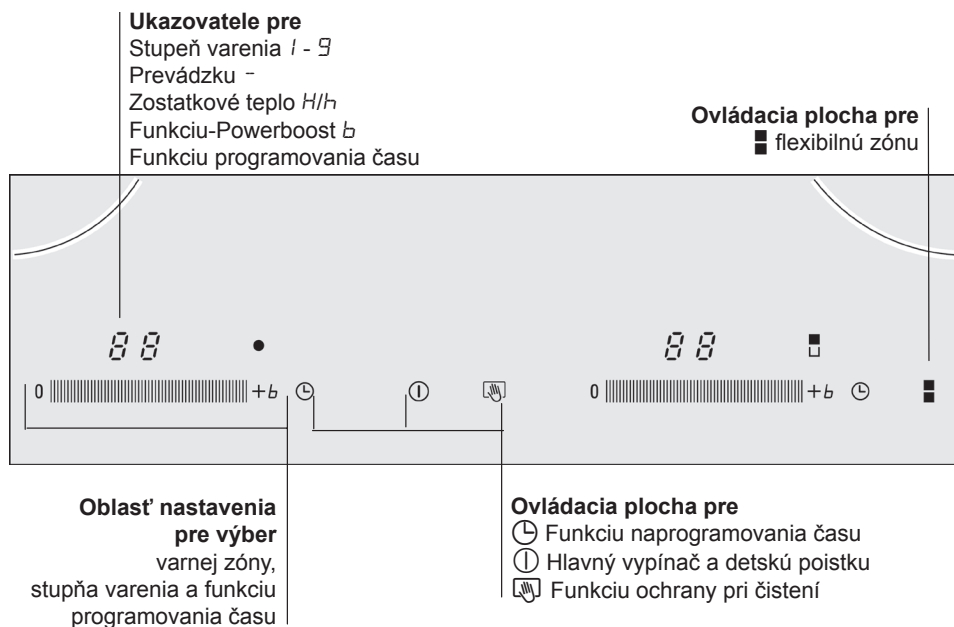 Ukazovatele pre
Stupeň varenia 1 - 9
Prevádzku -
Zostatkové teplo H/h
Funkciu-Powerboost b
Funkciu programovania času
Ovládacia plocha pre
flexibilnú zónu
88
88
0 +b
0 +b
Oblasť nastavenia
pre výber
varnej zóny,
stupňa varenia a funkciu
programovania času
Ovládacia plocha pre
Funkciu naprogramovania času
Hlavný vypínač a detskú poistku
Funkciu ochrany pri čistení